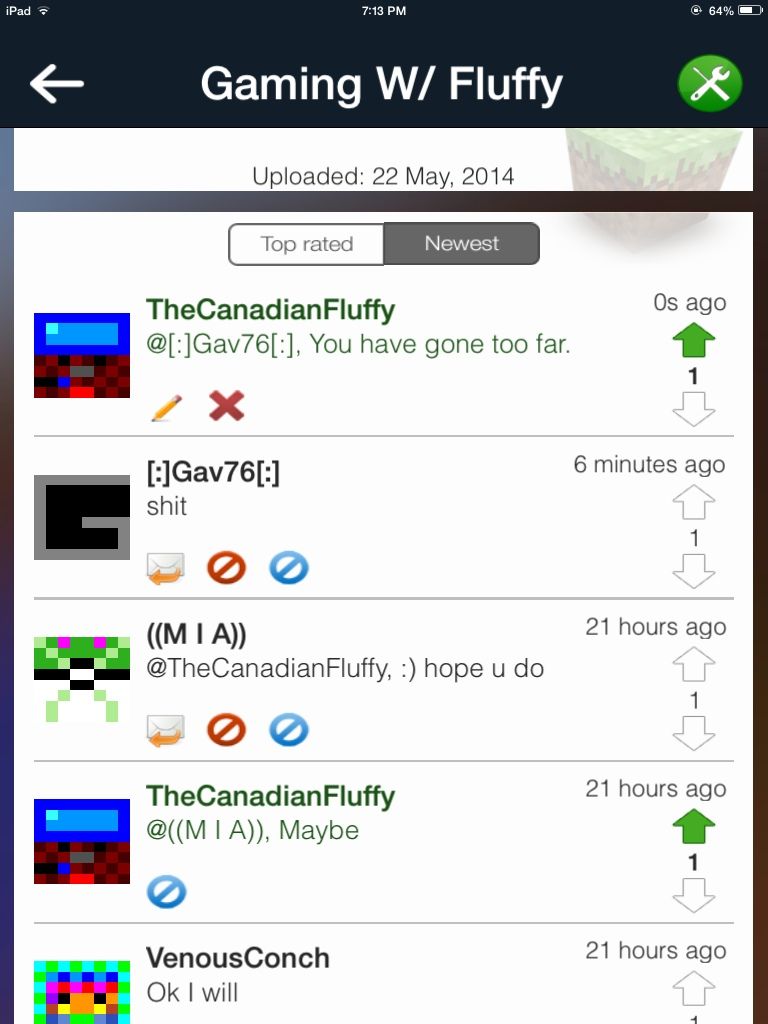 iPad 7:13 PM 64%
Gaming W/ Fluffy
Uploaded: 22 May, 2014
Top rated Newest
TheCanadianFluffy 0s ago
@[:]Gav76[:], You have gone too far.
1
[:]Gav76[:] 6 minutes ago
shit
1
((M I A)) 21 hours ago
@TheCanadianFluffy, :) hope u do
1
TheCanadianFluffy 21 hours ago
@((M I A)), Maybe
1
VenousConch 21 hours ago
Ok I will
1